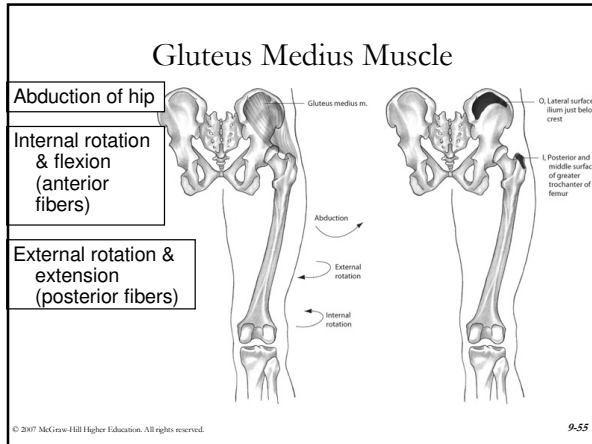 Gluteus Medius Muscle
Abduction of hip
Internal rotation
& flexion
(anterior
fibers)
External rotation &
extension
(posterior fibers)
Gluteus medius m.
Abduction
External
rotation
Internal
rotation
O, Lateral surface
ilium just belo
crest
I, Posterior and
middle surfac
of greater
trochanter of
femur
© 2007 McGraw-Hill Higher Education. All rights reserved.
9-55